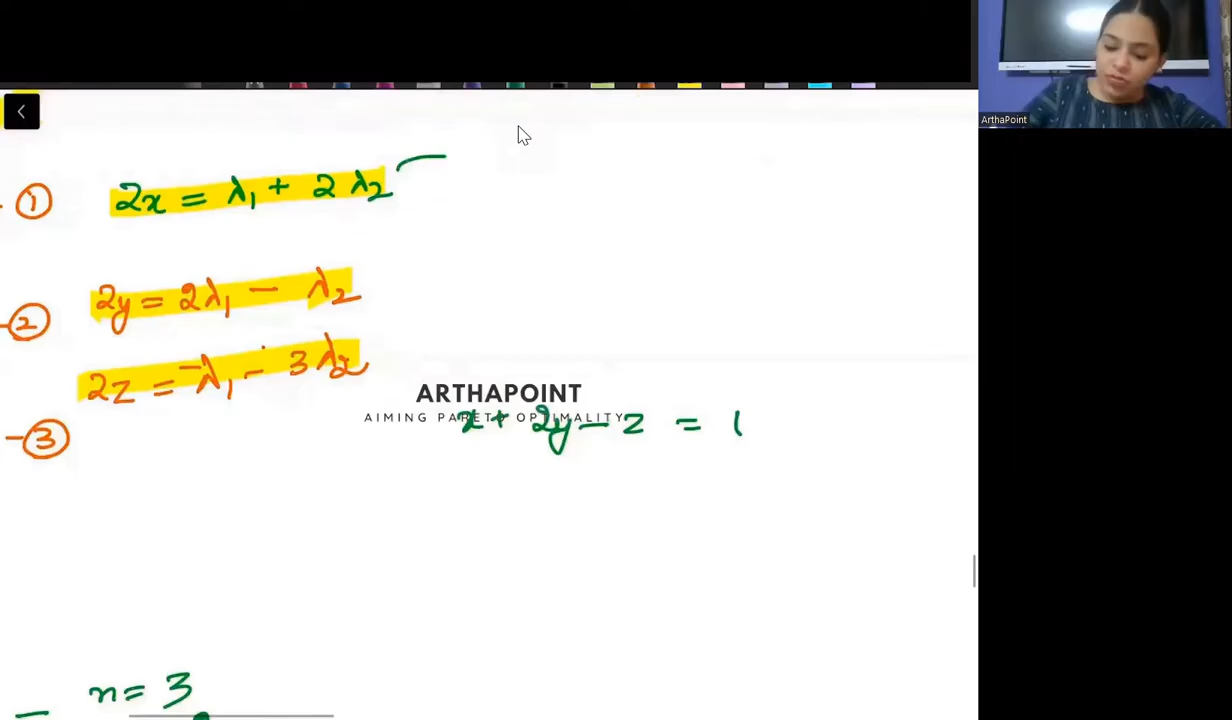 ArthaPoint
① 2x = λ₁ + 2λ₂
② 2y = 2λ₁ - λ₂
2z = -λ₁ - 3λ₂
ARTHAPOINT
AIMING PARETO OPTIMALITY
x + 2y - z = 1
- ③
n = 3